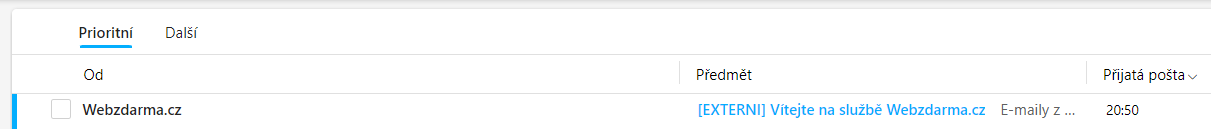 Prioritní Další
Od Předmět Přijatá pošta
Webzdarma.cz [EXTERNI] Vítejte na službě Webzdarma.cz E-maily z ... 20:50